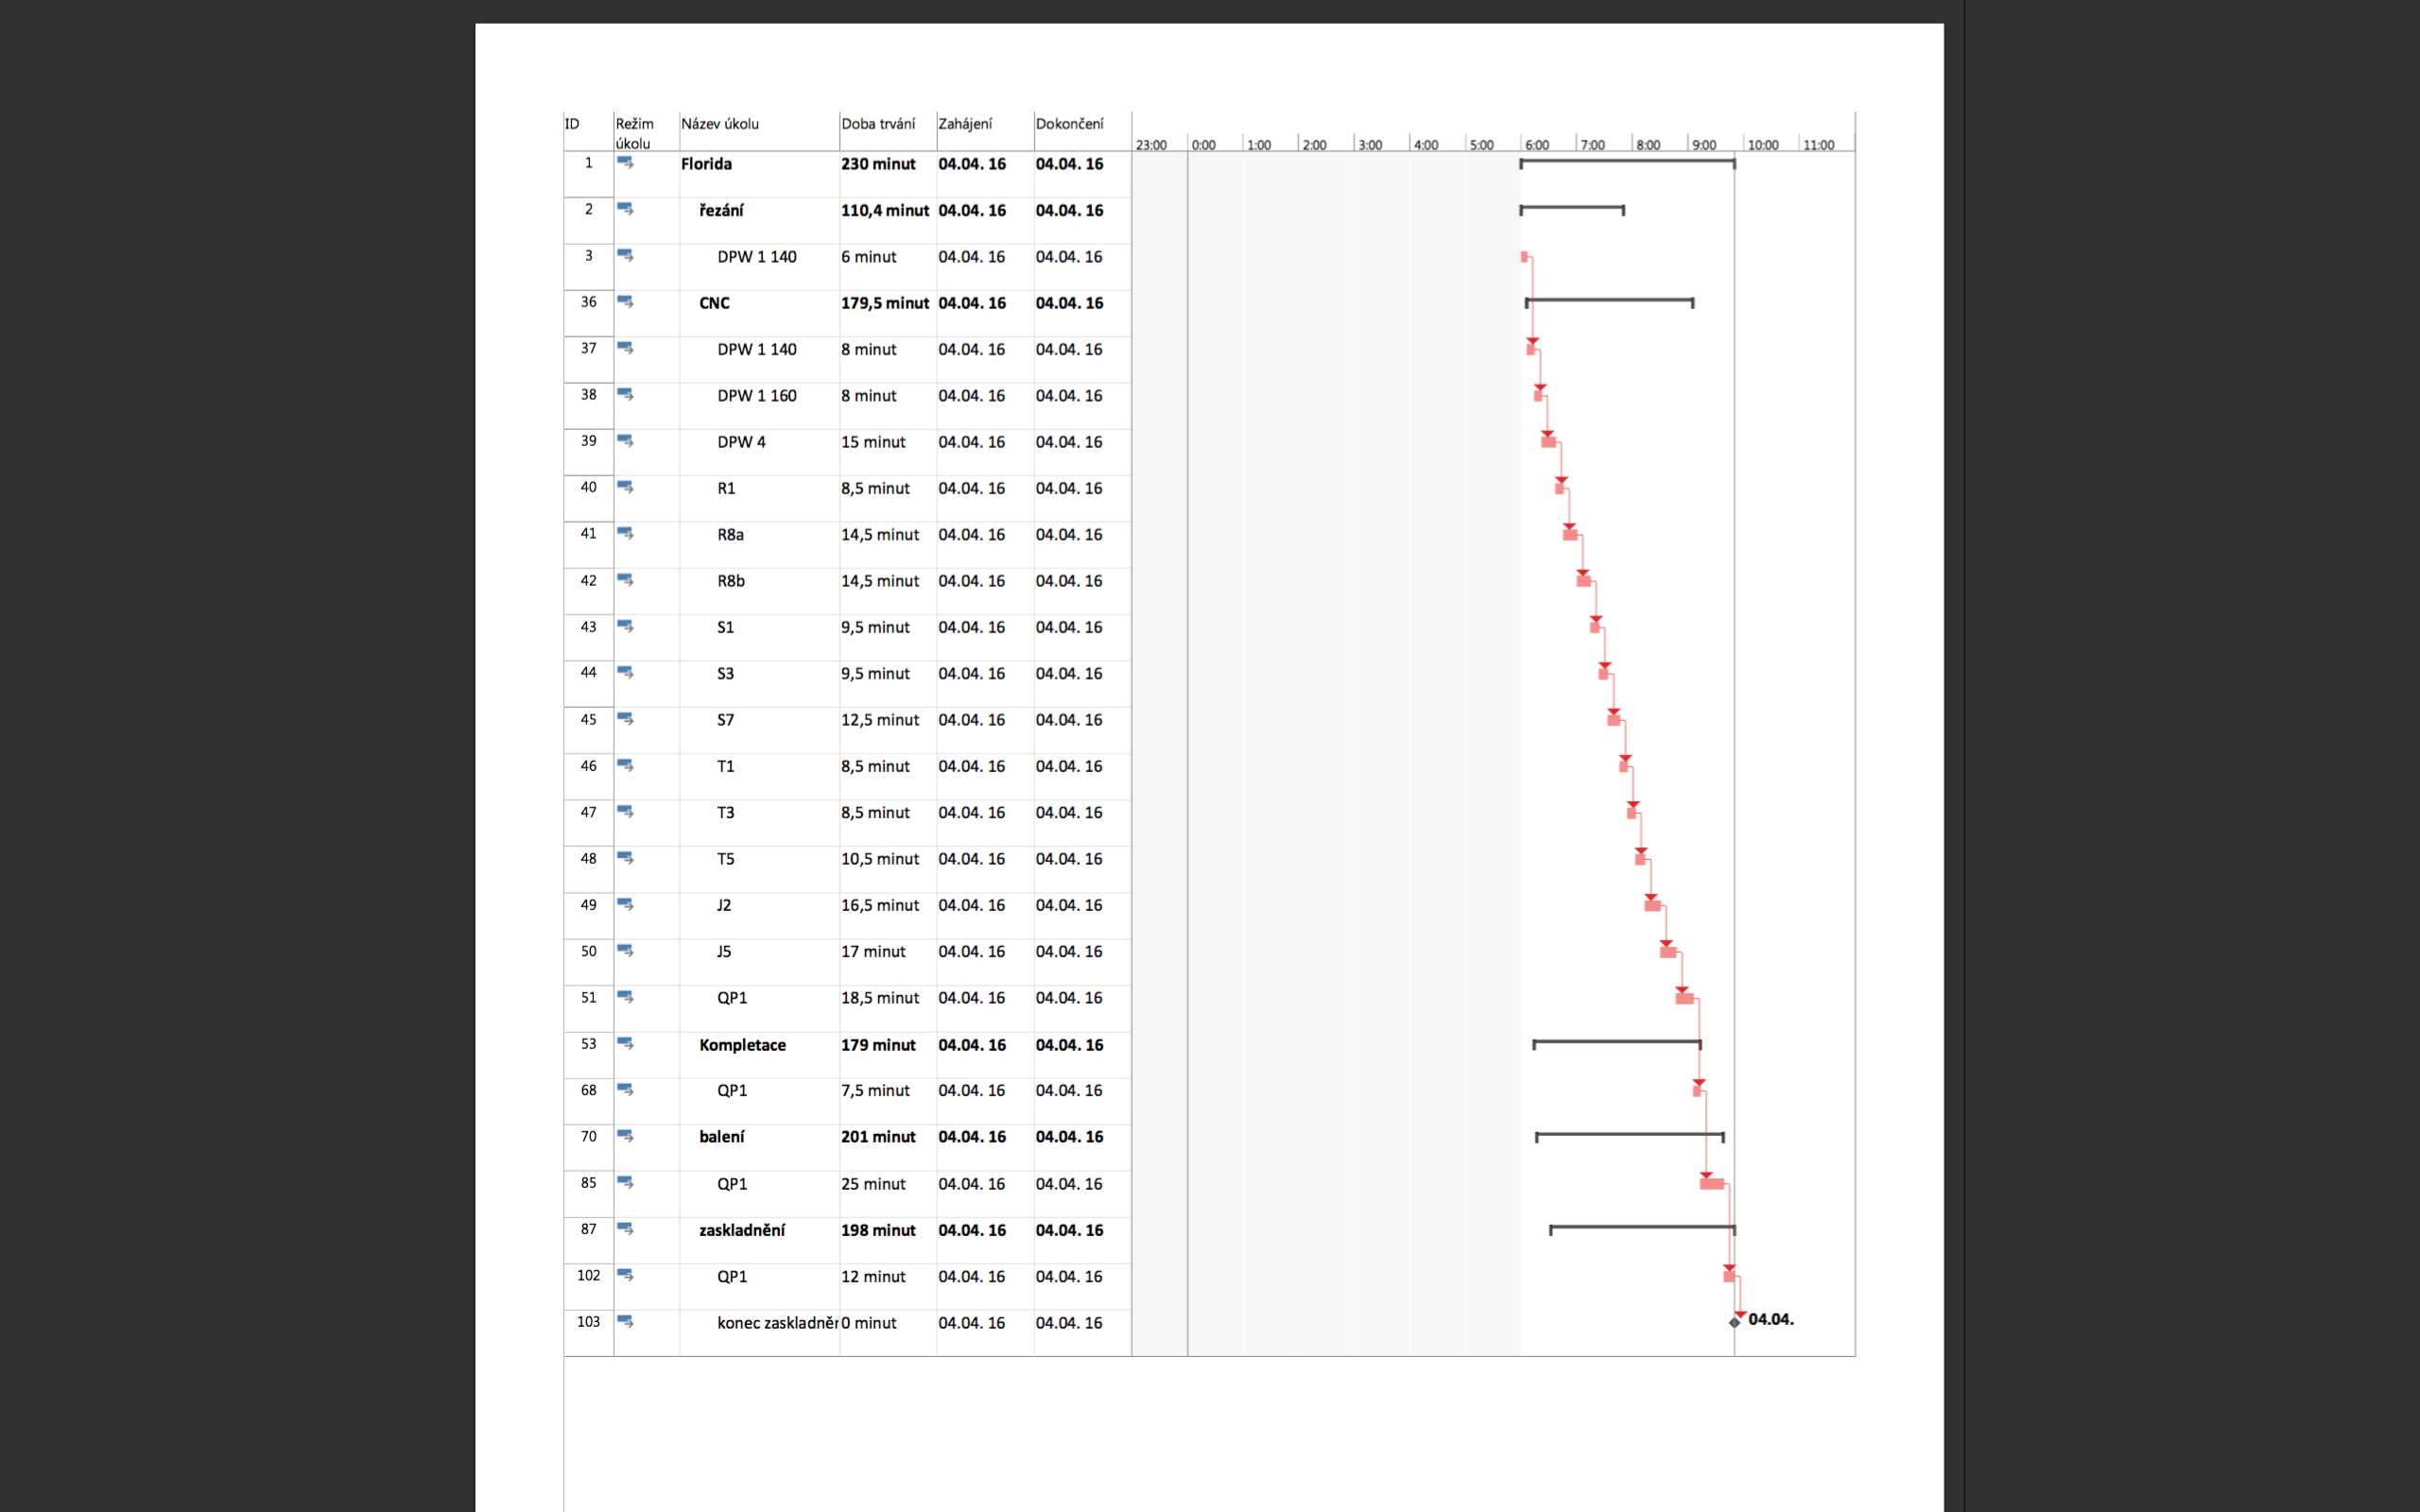 ID Režim úkolu Název úkolu Doba trvání Zahájení Dokončení
23:00 0:00 1:00 2:00 3:00 4:00 5:00 6:00 7:00 8:00 9:00 10:00 11:00
1 Florida 230 minut 04.04. 16 04.04. 16
2 řezání 110,4 minut 04.04. 16 04.04. 16
3 DPW 1 140 6 minut 04.04. 16 04.04. 16
36 CNC 179,5 minut 04.04. 16 04.04. 16
37 DPW 1 140 8 minut 04.04. 16 04.04. 16
38 DPW 1 160 8 minut 04.04. 16 04.04. 16
39 DPW 4 15 minut 04.04. 16 04.04. 16
40 R1 8,5 minut 04.04. 16 04.04. 16
41 R8a 14,5 minut 04.04. 16 04.04. 16
42 R8b 14,5 minut 04.04. 16 04.04. 16
43 S1 9,5 minut 04.04. 16 04.04. 16
44 S3 9,5 minut 04.04. 16 04.04. 16
45 S7 12,5 minut 04.04. 16 04.04. 16
46 T1 8,5 minut 04.04. 16 04.04. 16
47 T3 8,5 minut 04.04. 16 04.04. 16
48 T5 10,5 minut 04.04. 16 04.04. 16
49 J2 16,5 minut 04.04. 16 04.04. 16
50 J5 17 minut 04.04. 16 04.04. 16
51 QP1 18,5 minut 04.04. 16 04.04. 16
53 Kompletace 179 minut 04.04. 16 04.04. 16
68 QP1 7,5 minut 04.04. 16 04.04. 16
70 balení 201 minut 04.04. 16 04.04. 16
85 QP1 25 minut 04.04. 16 04.04. 16
87 zaskladnění 198 minut 04.04. 16 04.04. 16
102 QP1 12 minut 04.04. 16 04.04. 16
103 konec zaskladněr 0 minut 04.04. 16 04.04. 16 04.04.